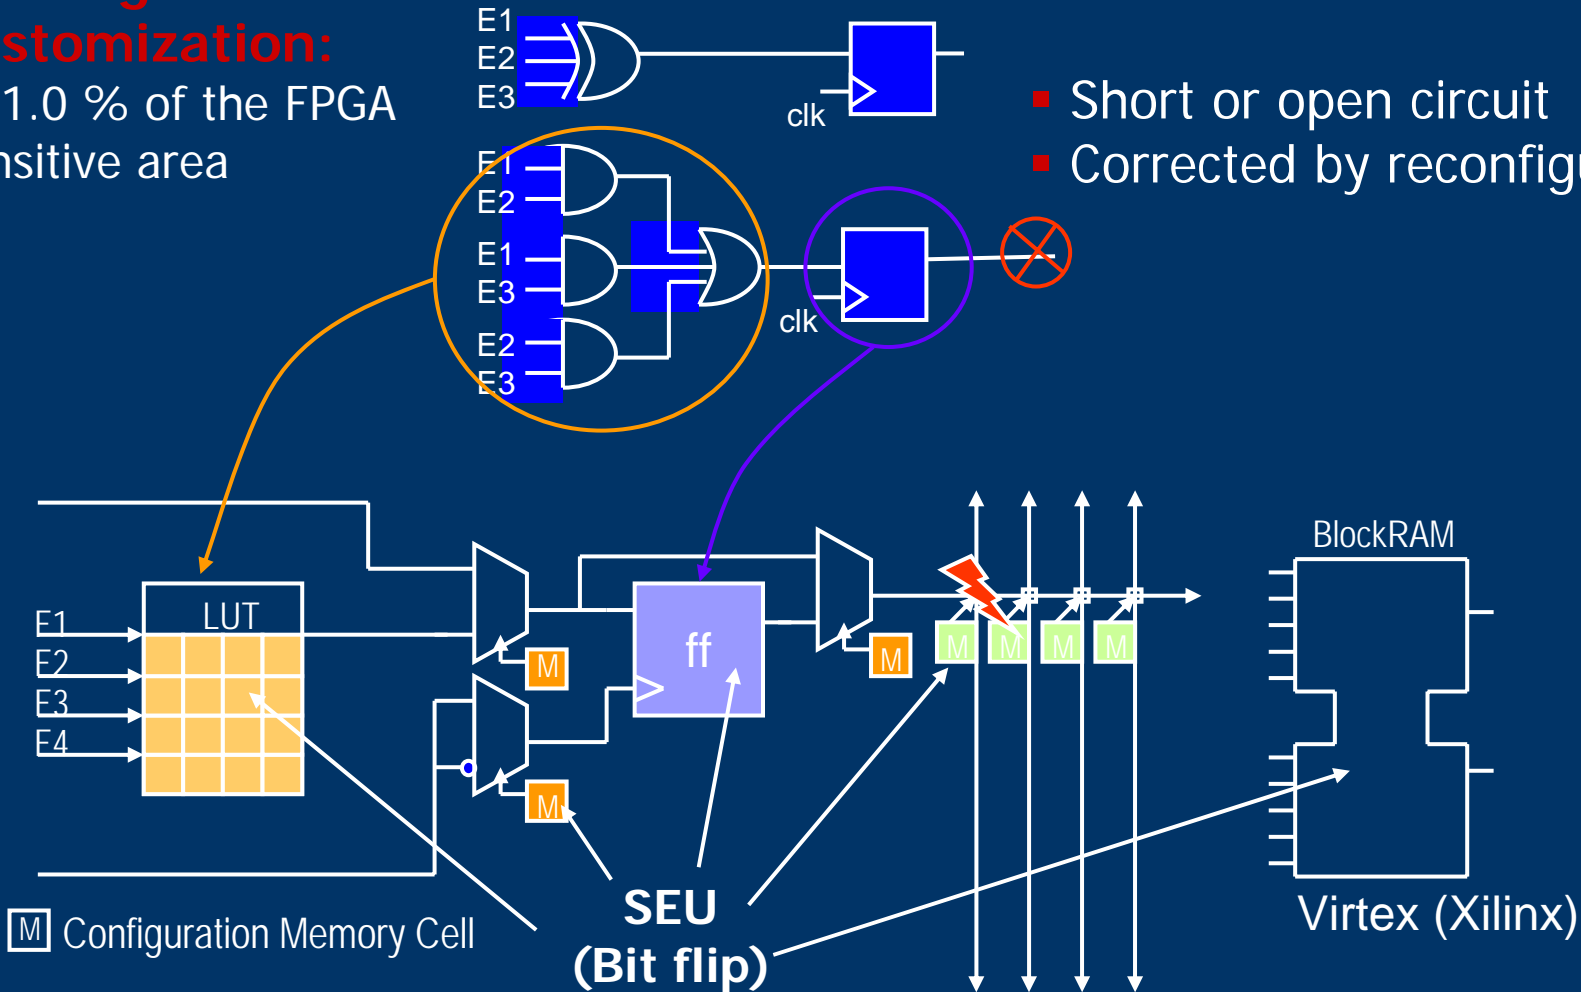 stomization:
1.0 % of the FPGA
nsitive area
E1
E2
E3
clk
Short or open circuit
Corrected by reconfigu
E1
E2
E1
E3
E2
E3
clk
BlockRAM
LUT
E1
E2
E3
E4
ff
M
M
M
M
M
M
M
SEU
(Bit flip)
M Configuration Memory Cell
Virtex (Xilinx)